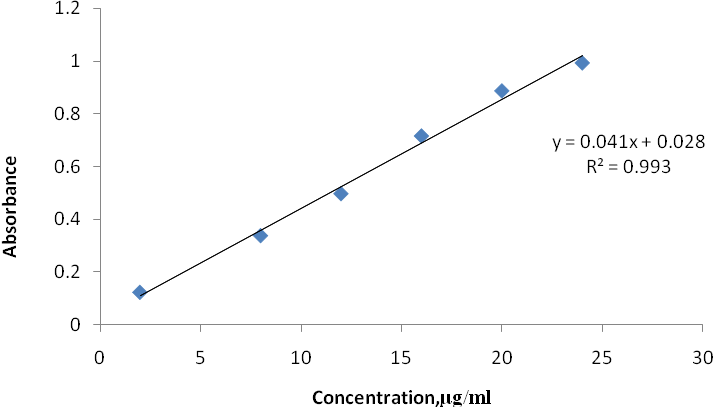 1.2
1
0.8
0.6
0.4
0.2
0
Absorbance
y = 0.041x + 0.028
R² = 0.993
0 5 10 15 20 25 30
Concentration,μg/ml